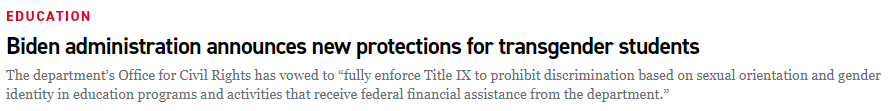 EDUCATION
Biden administration announces new protections for transgender students
The department’s Office for Civil Rights has vowed to “fully enforce Title IX to prohibit discrimination based on sexual orientation and gender
identity in education programs and activities that receive federal financial assistance from the department.”